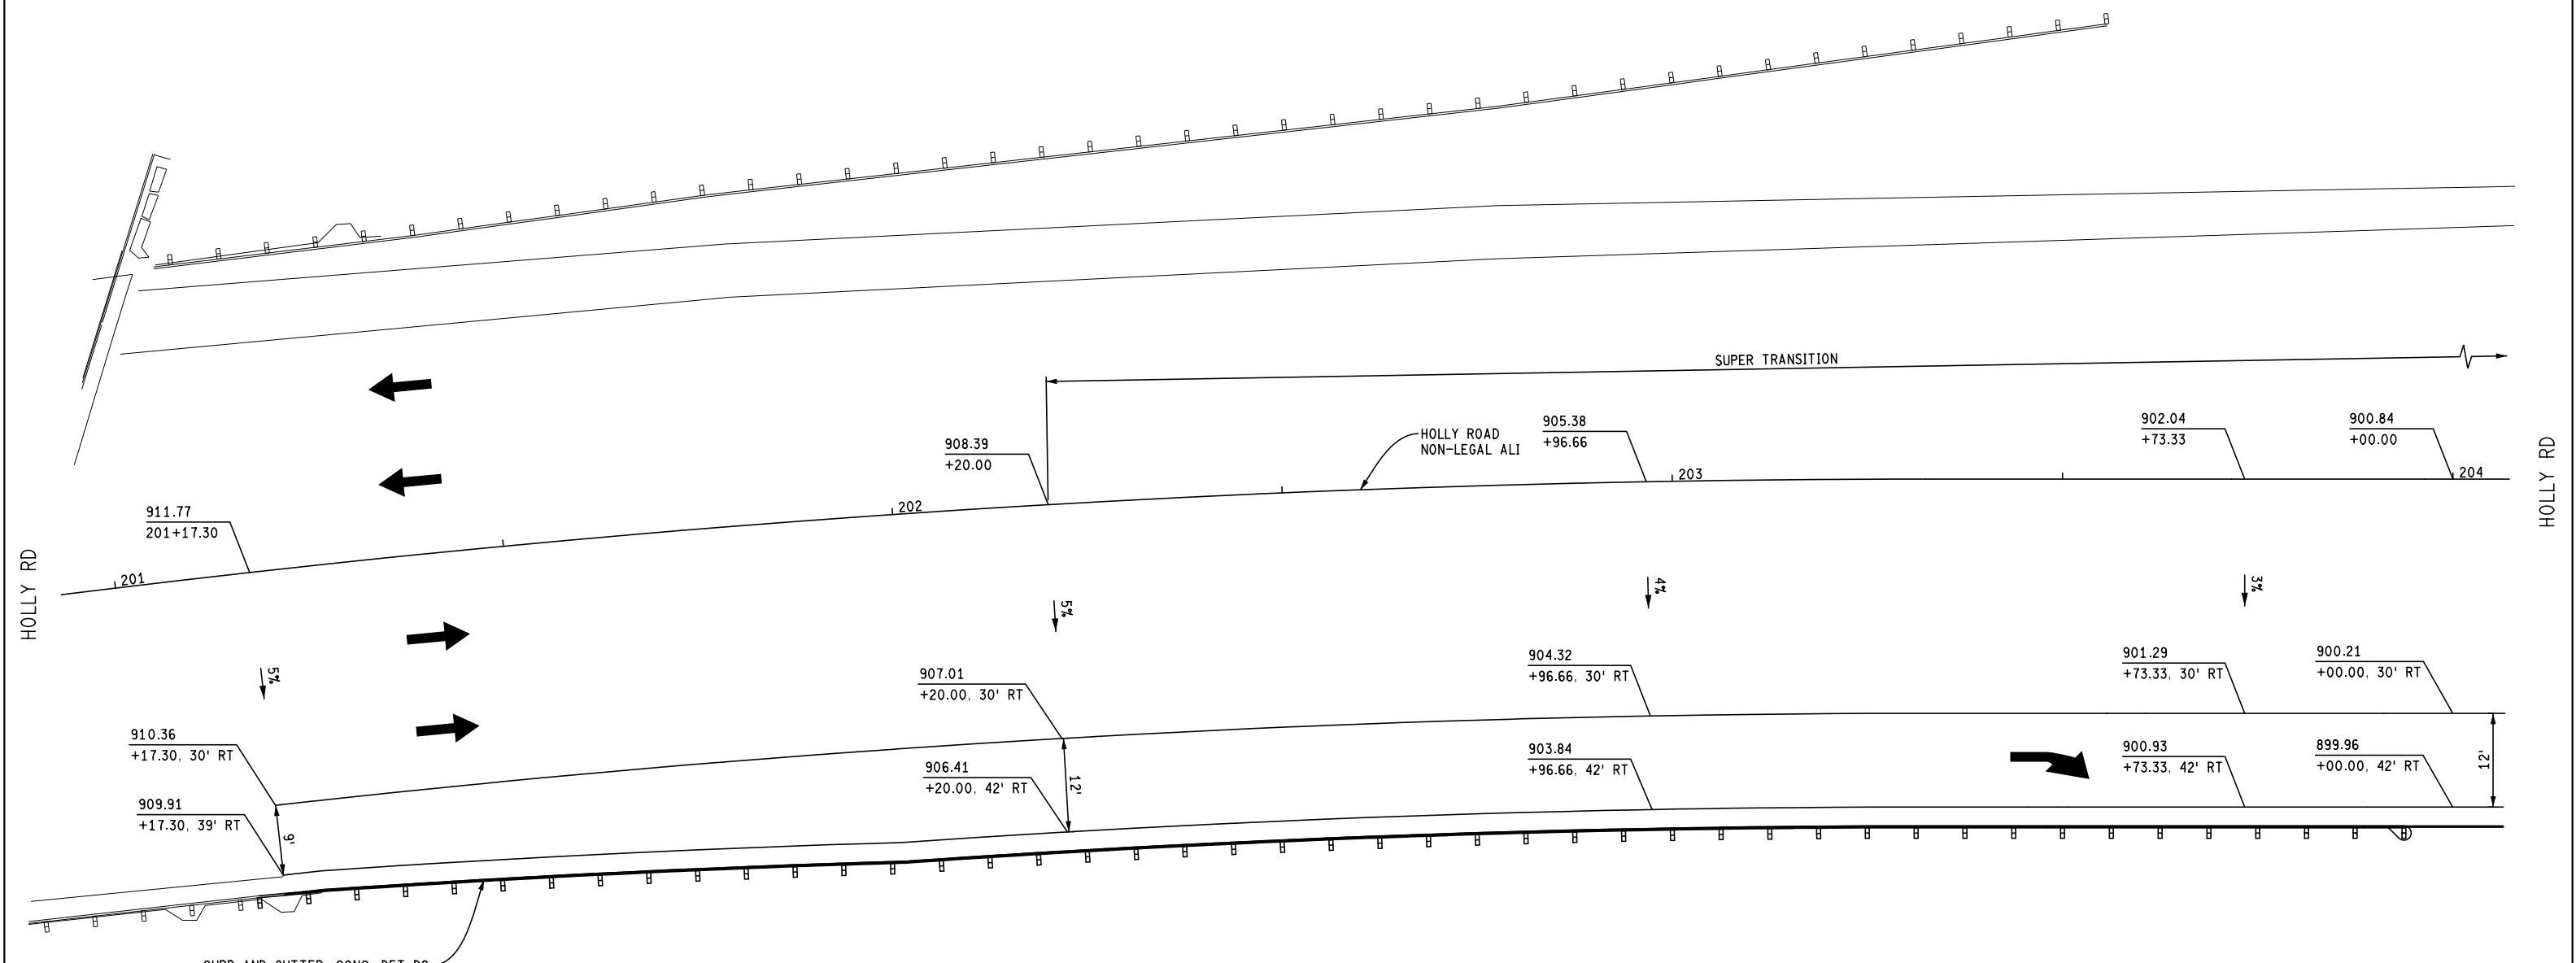 SUPER TRANSITION
908.39
+20.00
HOLLY ROAD
NON-LEGAL ALI
905.38
+96.66
902.04
+73.33
900.84
+00.00
HOLLY RD
911.77
201+17.30
201
202
203
204
HOLLY RD
5%
5%
4%
3%
910.36
+17.30, 30' RT
907.01
+20.00, 30' RT
904.32
+96.66, 30' RT
901.29
+73.33, 30' RT
900.21
+00.00, 30' RT
909.91
+17.30, 39' RT
9'
906.41
+20.00, 42' RT
12'
903.84
+96.66, 42' RT
900.93
+73.33, 42' RT
899.96
+00.00, 42' RT
12'
CURB AND GUTTER, CONC, DET